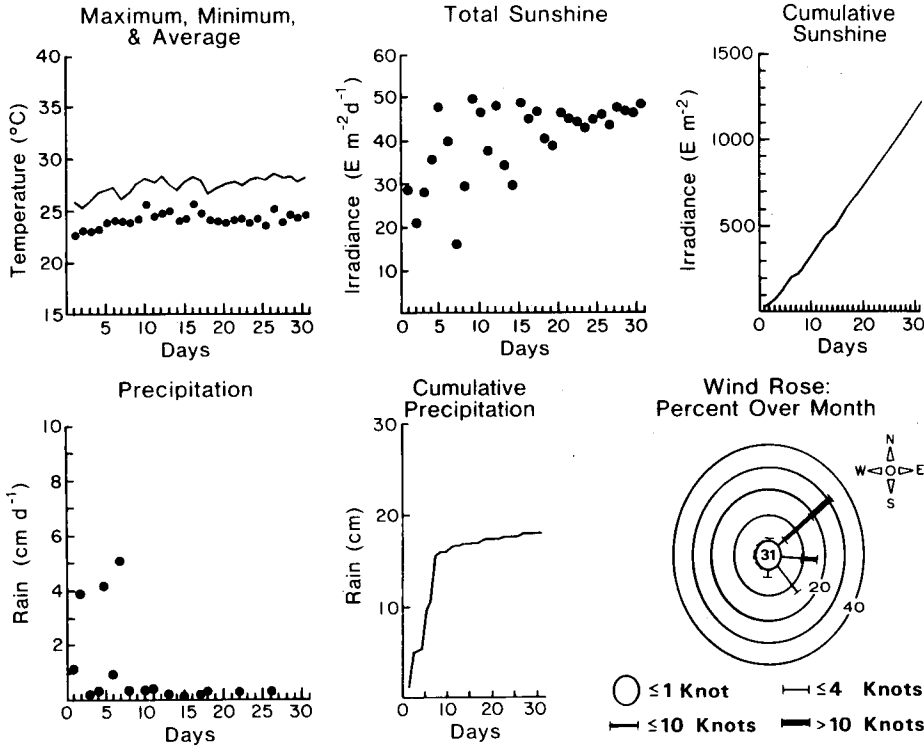 Maximum, Minimum,
& Average
40
35
30
25
20
15
Temperature (°C)
0 5 10 15 20 25 30
Days
Total Sunshine
60
50
40
30
20
10
Irradiance (E m⁻²d⁻¹)
0 5 10 15 20 25 30
Days
Cumulative
Sunshine
1500
1000
500
Irradiance (E m⁻²)
0 10 20 30
Days
Precipitation
10
8
6
4
2
Rain (cm d⁻¹)
0 5 10 15 20 25 30
Days
Cumulative
Precipitation
30
20
10
Rain (cm)
0 10 20 30
Days
Wind Rose:
Percent Over Month
N
W E
S
31
20
40
≤1 Knot ≤4 Knots
≤10 Knots >10 Knots